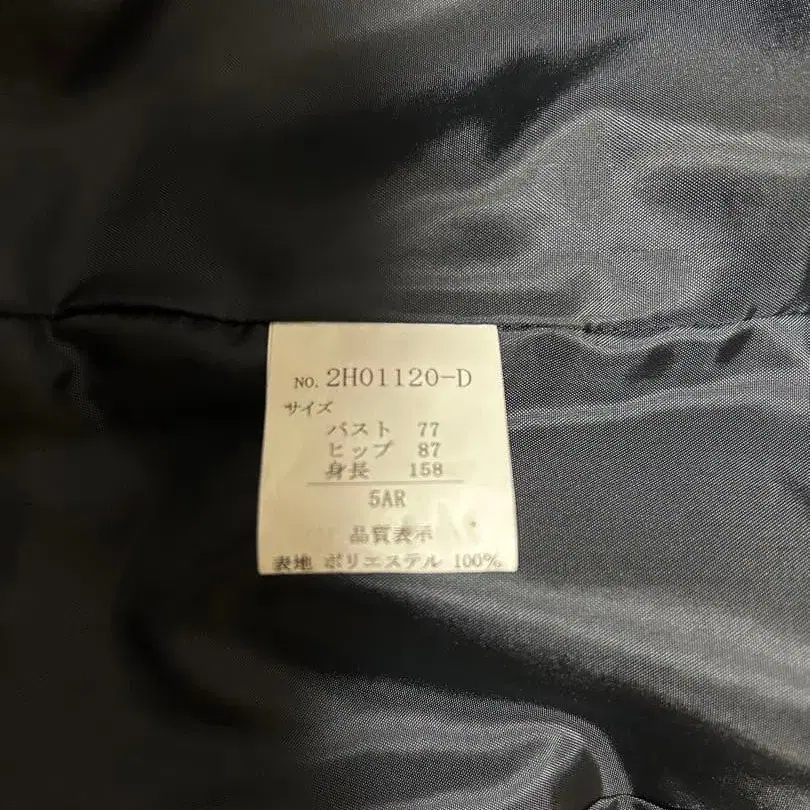 NO. 2H01120-D
サイズ
バスト 77
ヒップ 87
身長 158
5AR
品質表示
表地 ポリエステル 100%